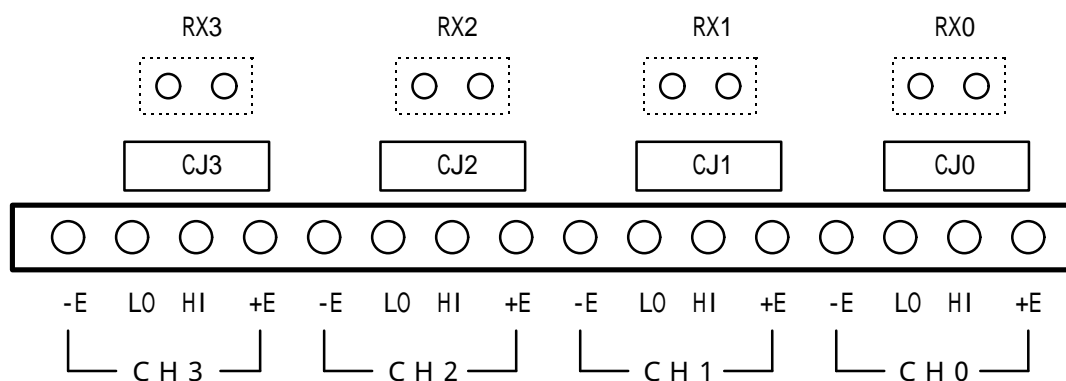 RX3 RX2 RX1 RX0
CJ3 CJ2 CJ1 CJ0
-E LO HI +E -E LO HI +E -E LO HI +E -E LO HI +E
CH3 CH2 CH1 CH0